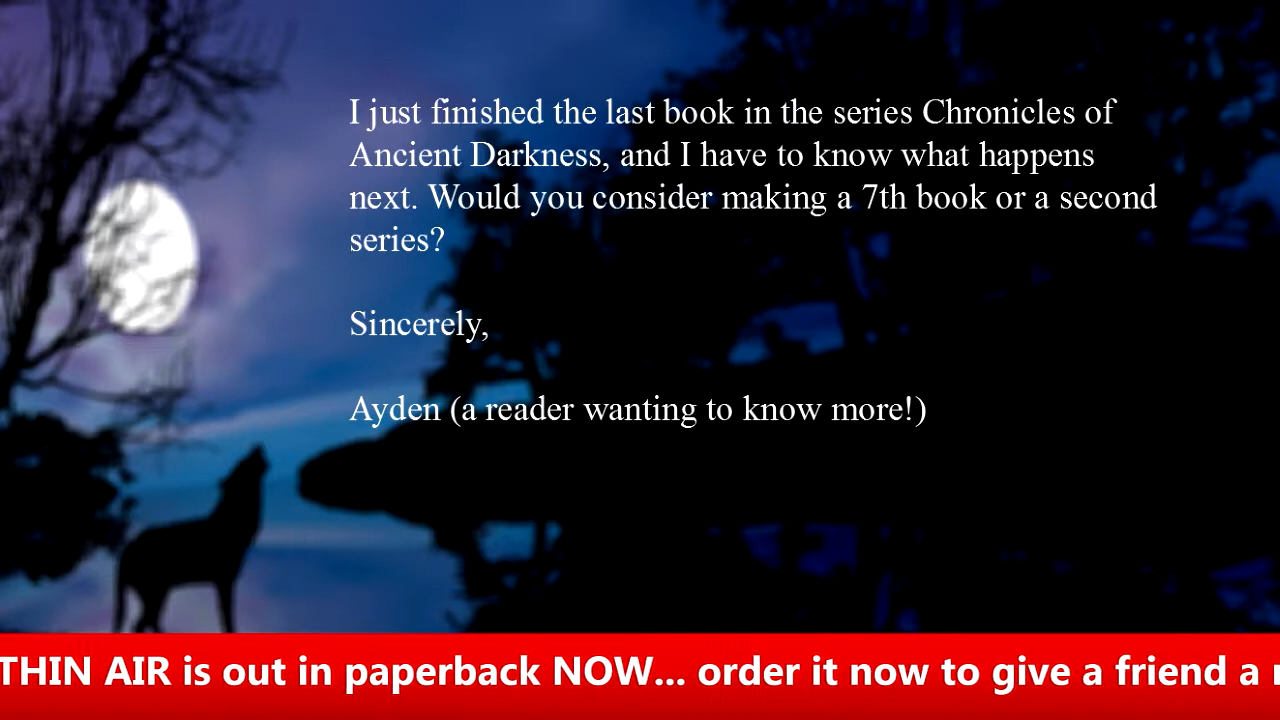 I just finished the last book in the series Chronicles of
Ancient Darkness, and I have to know what happens
next. Would you consider making a 7th book or a second
series?
Sincerely,
Ayden (a reader wanting to know more!)
THIN AIR is out in paperback NOW... order it now to give a friend a